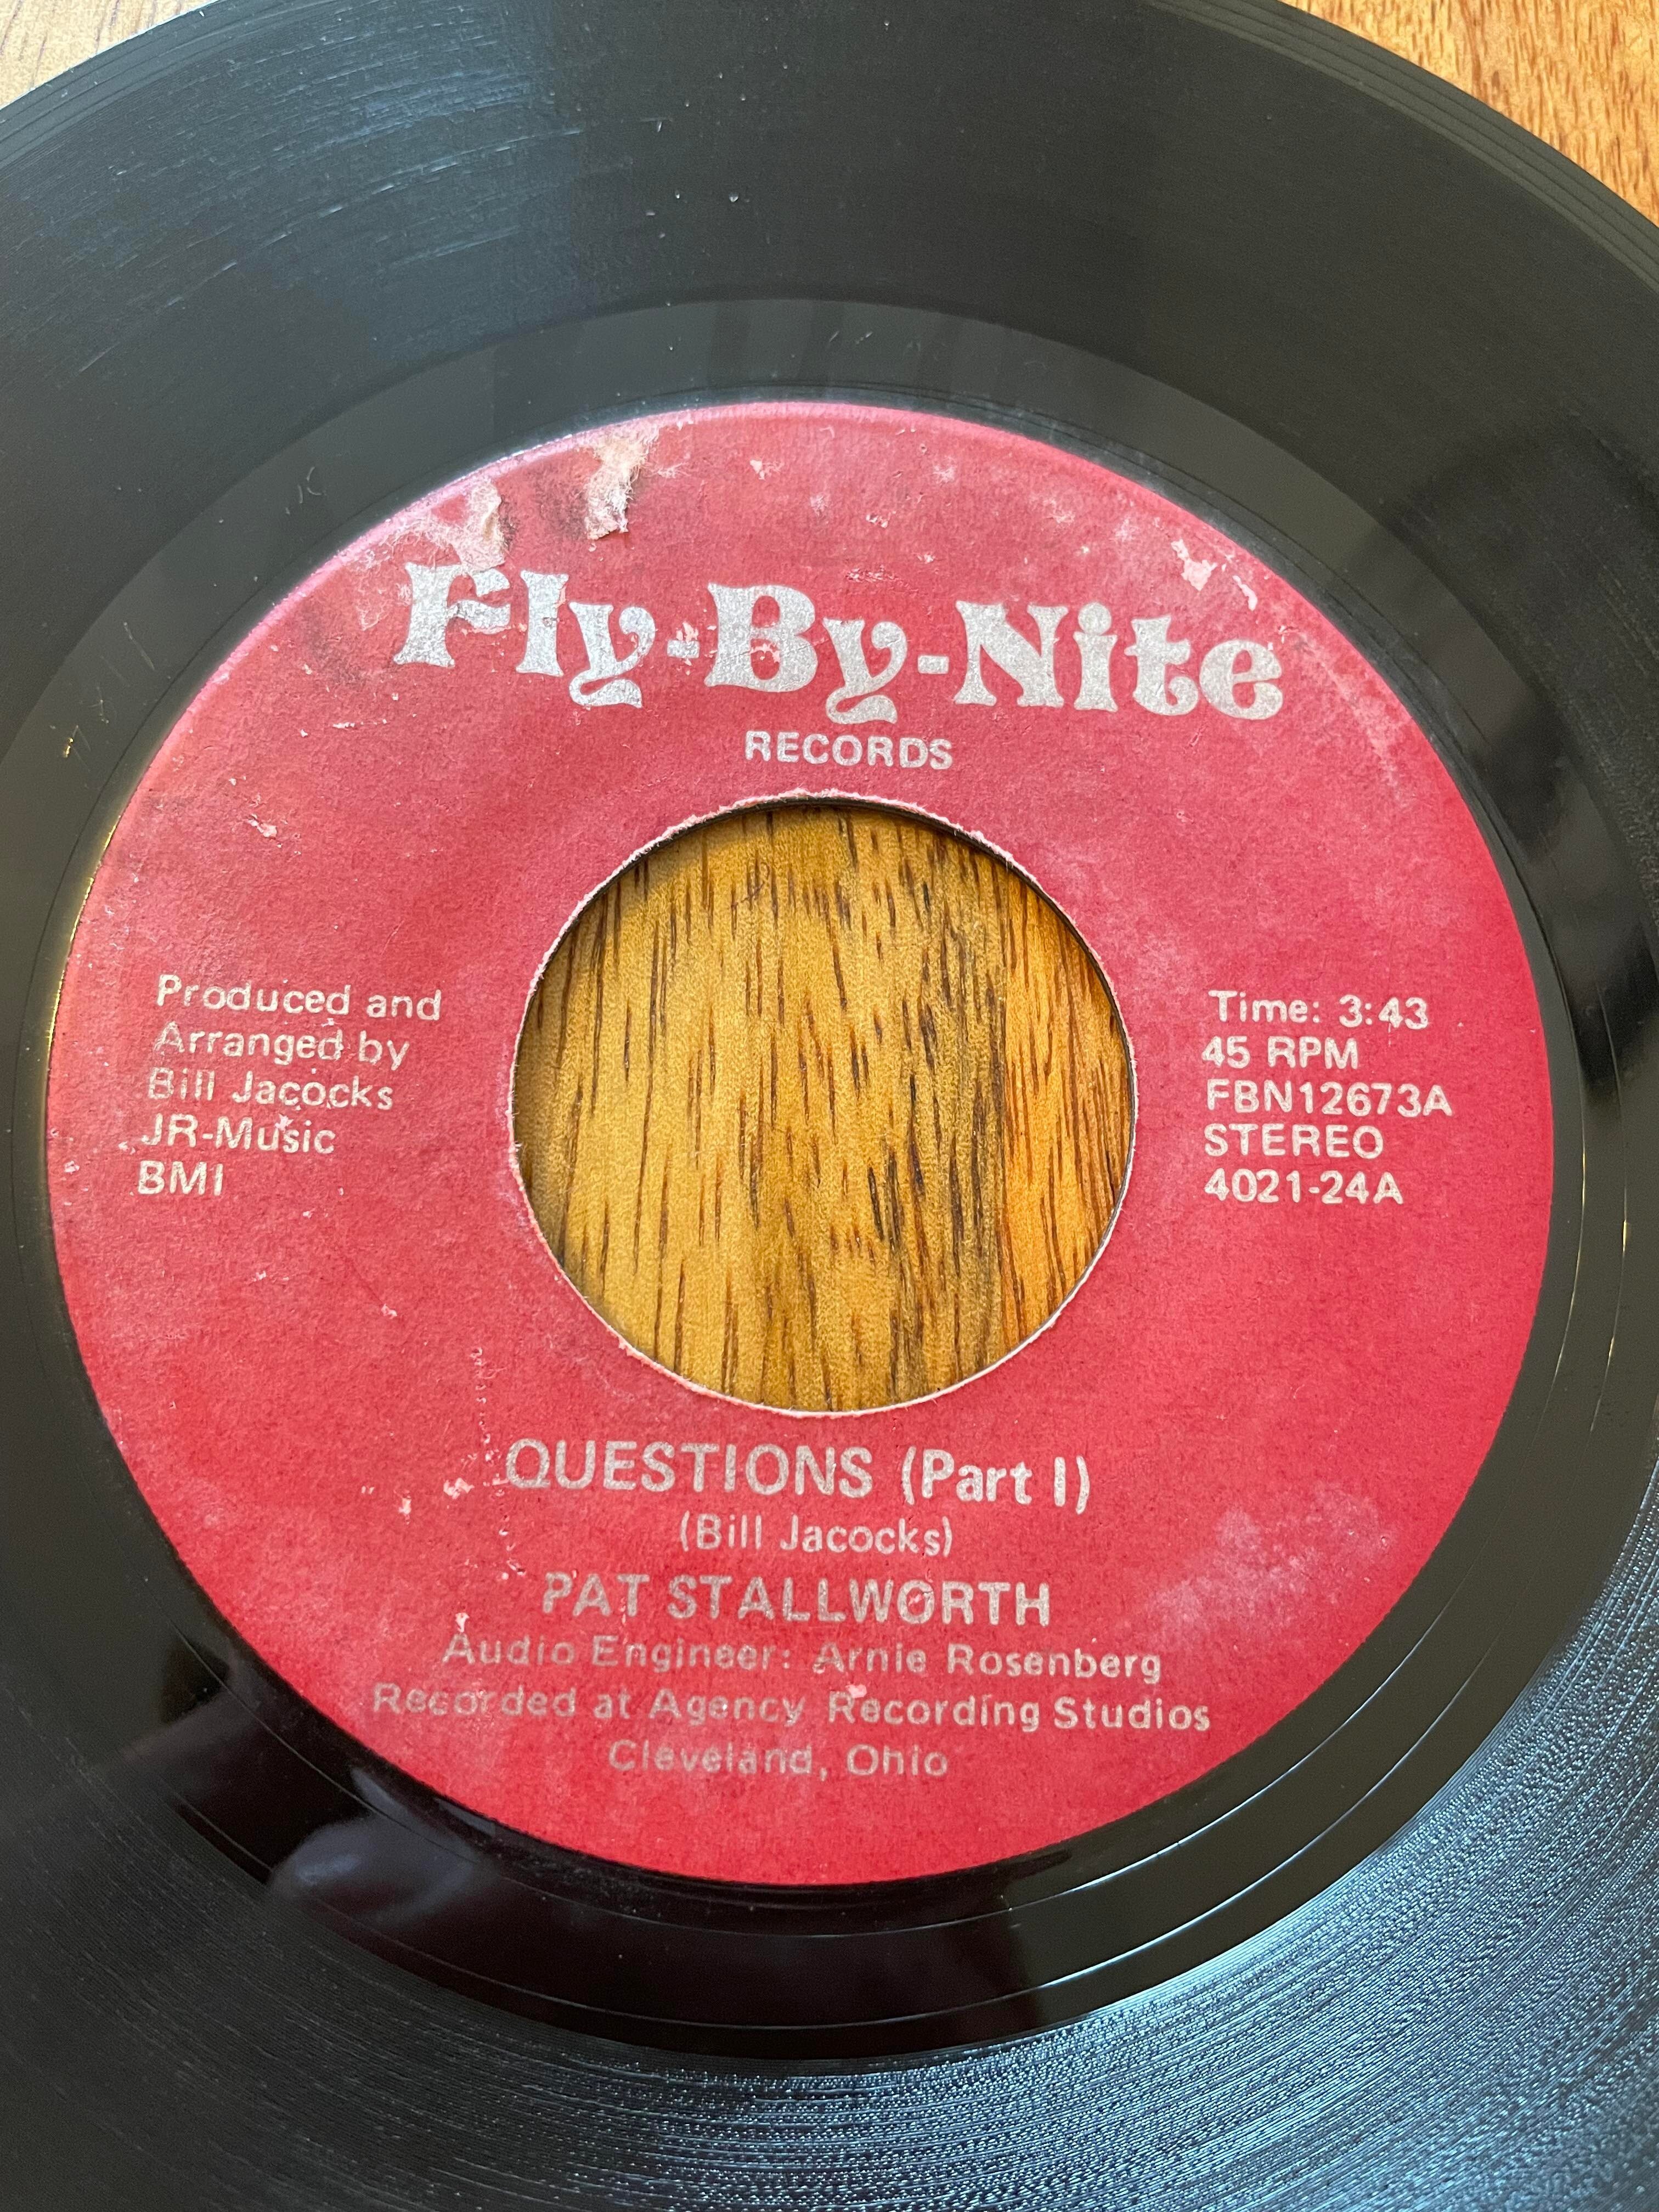 Fly-By-Nite
RECORDS
Produced and
Arranged by
Bill Jacocks
JR-Music
BMI
Time: 3:43
45 RPM
FBN12673A
STEREO
4021-24A
QUESTIONS (Part I)
(Bill Jacocks)
PAT STALLWORTH
Audio Engineer: Arnie Rosenberg
Recorded at Agency Recording Studios
Cleveland, Ohio